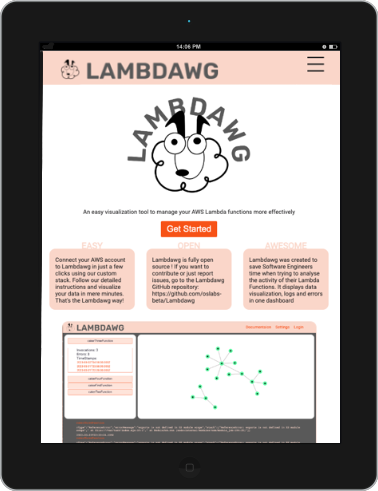 14:06 PM
LAMBDAWG
LAMBDAWG
An easy visualization tool to manage your AWS Lambda functions more effectively
Get Started
EASY OPEN AWESOME
Connect your AWS account
to Lambdawg in just a few
clicks using our custom
stack. Follow our detailed
instructions and visualize
your data in mere minutes.
That's the Lambdawg way!
Lambdawg is fully open
source ! If you want to
contribute or just report
issues, go to the Lambdawg
GitHub repository:
https://github.com/oslabs-
beta/Lambdawg
Lambdawg was created to
save Software Engineers
time when trying to analyse
the activity of their Lambda
Functions. It displays data
visualization, logs and errors
in one dashboard
LAMBDAWG
Documentation Settings Login
Invocations: 5
Errors: 5
TimeStamps: